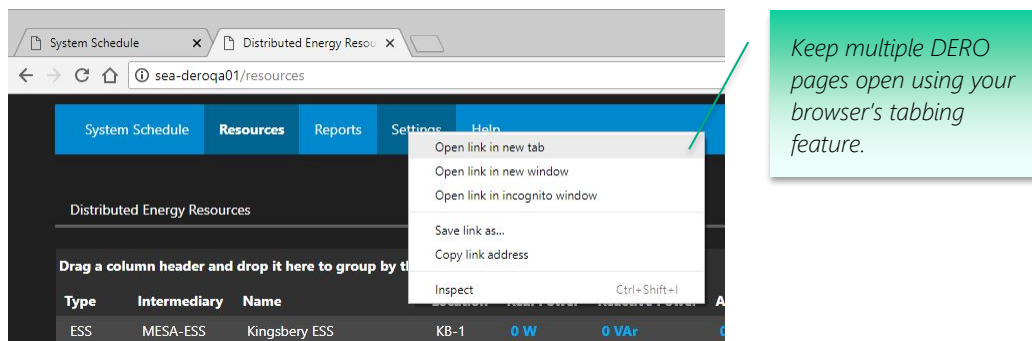 System Schedule Distributed Energy Resou
sea-deroqa01/resources
System Schedule Resources Reports Settings Help
Open link in new tab
Open link in new window
Open link in incognito window
Save link as...
Copy link address
Inspect Ctrl+Shift+I
Distributed Energy Resources
Drag a column header and drop it here to group by
Type Intermediary Name
ESS MESA-ESS Kingsbery ESS KB-1 0 W 0 VAr
Keep multiple DERO
pages open using your
browser's tabbing
feature.